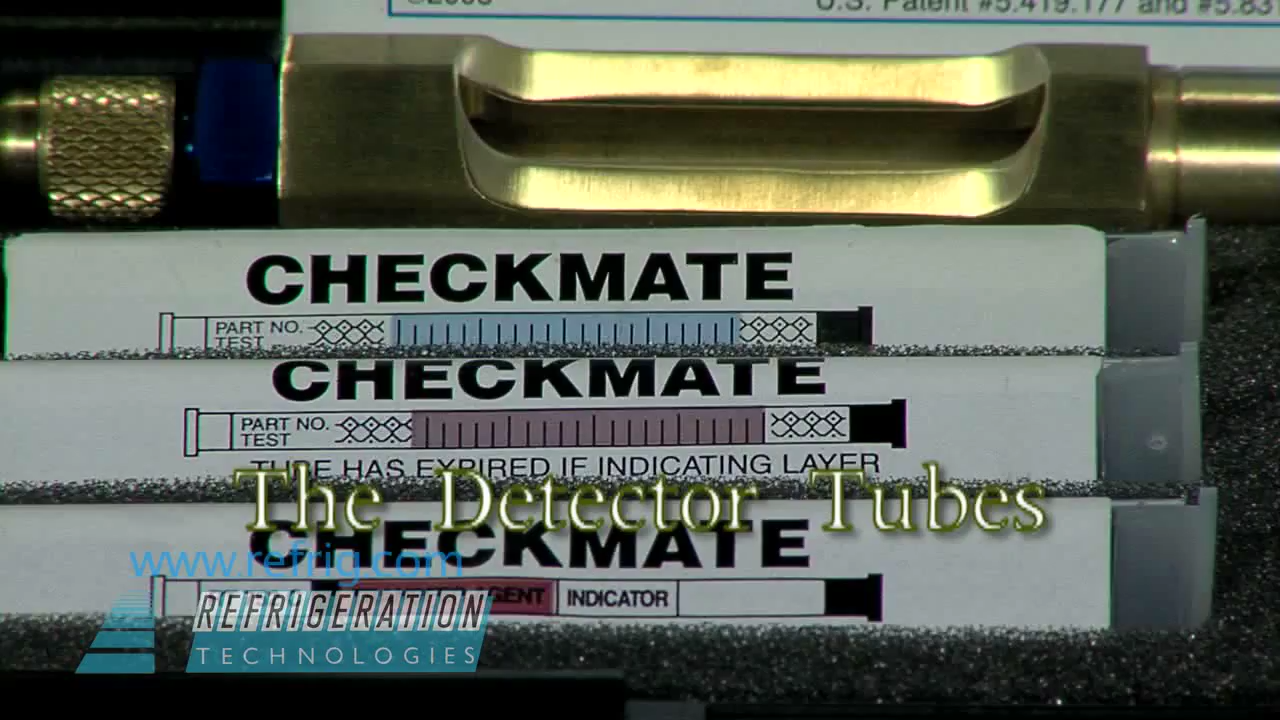 U.S. Patent #5.419.177 and #5.83
CHECKMATE
PART NO.
TEST
CHECKMATE
PART NO.
TEST
TUBE HAS EXPIRED IF INDICATING LAYER
The Detector Tubes
CHECKMATE
www.refrig.com
INDICATOR
REFRIGERATION
TECHNOLOGIES